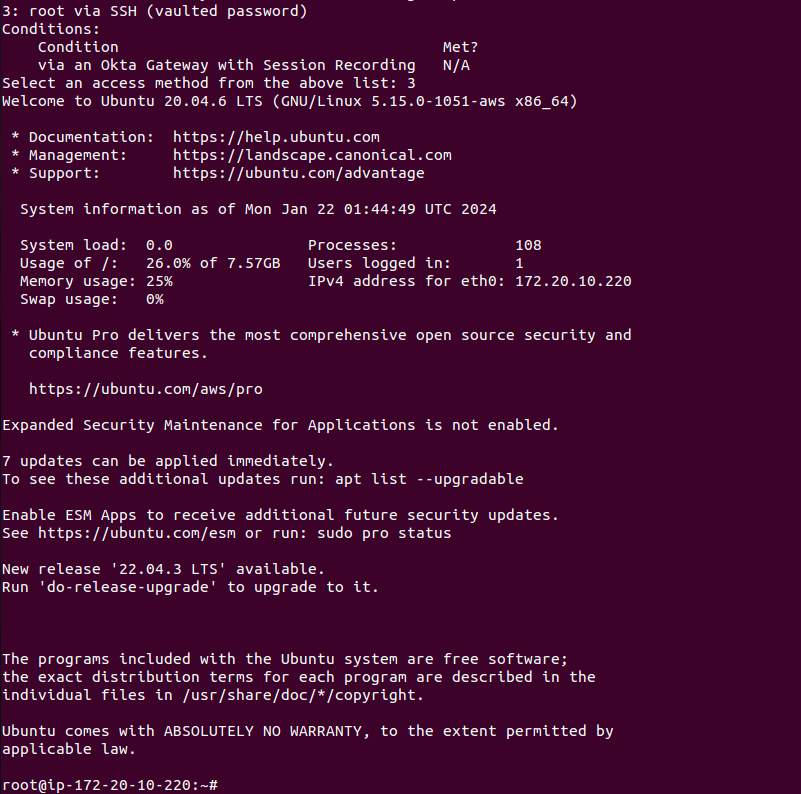 3: root via SSH (vaulted password)
Conditions:
    Condition                                    Met?
    via an Okta Gateway with Session Recording   N/A
Select an access method from the above list: 3
Welcome to Ubuntu 20.04.6 LTS (GNU/Linux 5.15.0-1051-aws x86_64)

 * Documentation:  https://help.ubuntu.com
 * Management:     https://landscape.canonical.com
 * Support:        https://ubuntu.com/advantage

  System information as of Mon Jan 22 01:44:49 UTC 2024

  System load:  0.0               Processes:             108
  Usage of /:   26.0% of 7.57GB   Users logged in:       1
  Memory usage: 25%               IPv4 address for eth0: 172.20.10.220
  Swap usage:   0%

 * Ubuntu Pro delivers the most comprehensive open source security and
   compliance features.

   https://ubuntu.com/aws/pro

Expanded Security Maintenance for Applications is not enabled.

7 updates can be applied immediately.
To see these additional updates run: apt list --upgradable

Enable ESM Apps to receive additional future security updates.
See https://ubuntu.com/esm or run: sudo pro status

New release '22.04.3 LTS' available.
Run 'do-release-upgrade' to upgrade to it.

The programs included with the Ubuntu system are free software;
the exact distribution terms for each program are described in the
individual files in /usr/share/doc/*/copyright.

Ubuntu comes with ABSOLUTELY NO WARRANTY, to the extent permitted by
applicable law.

root@ip-172-20-10-220:~#